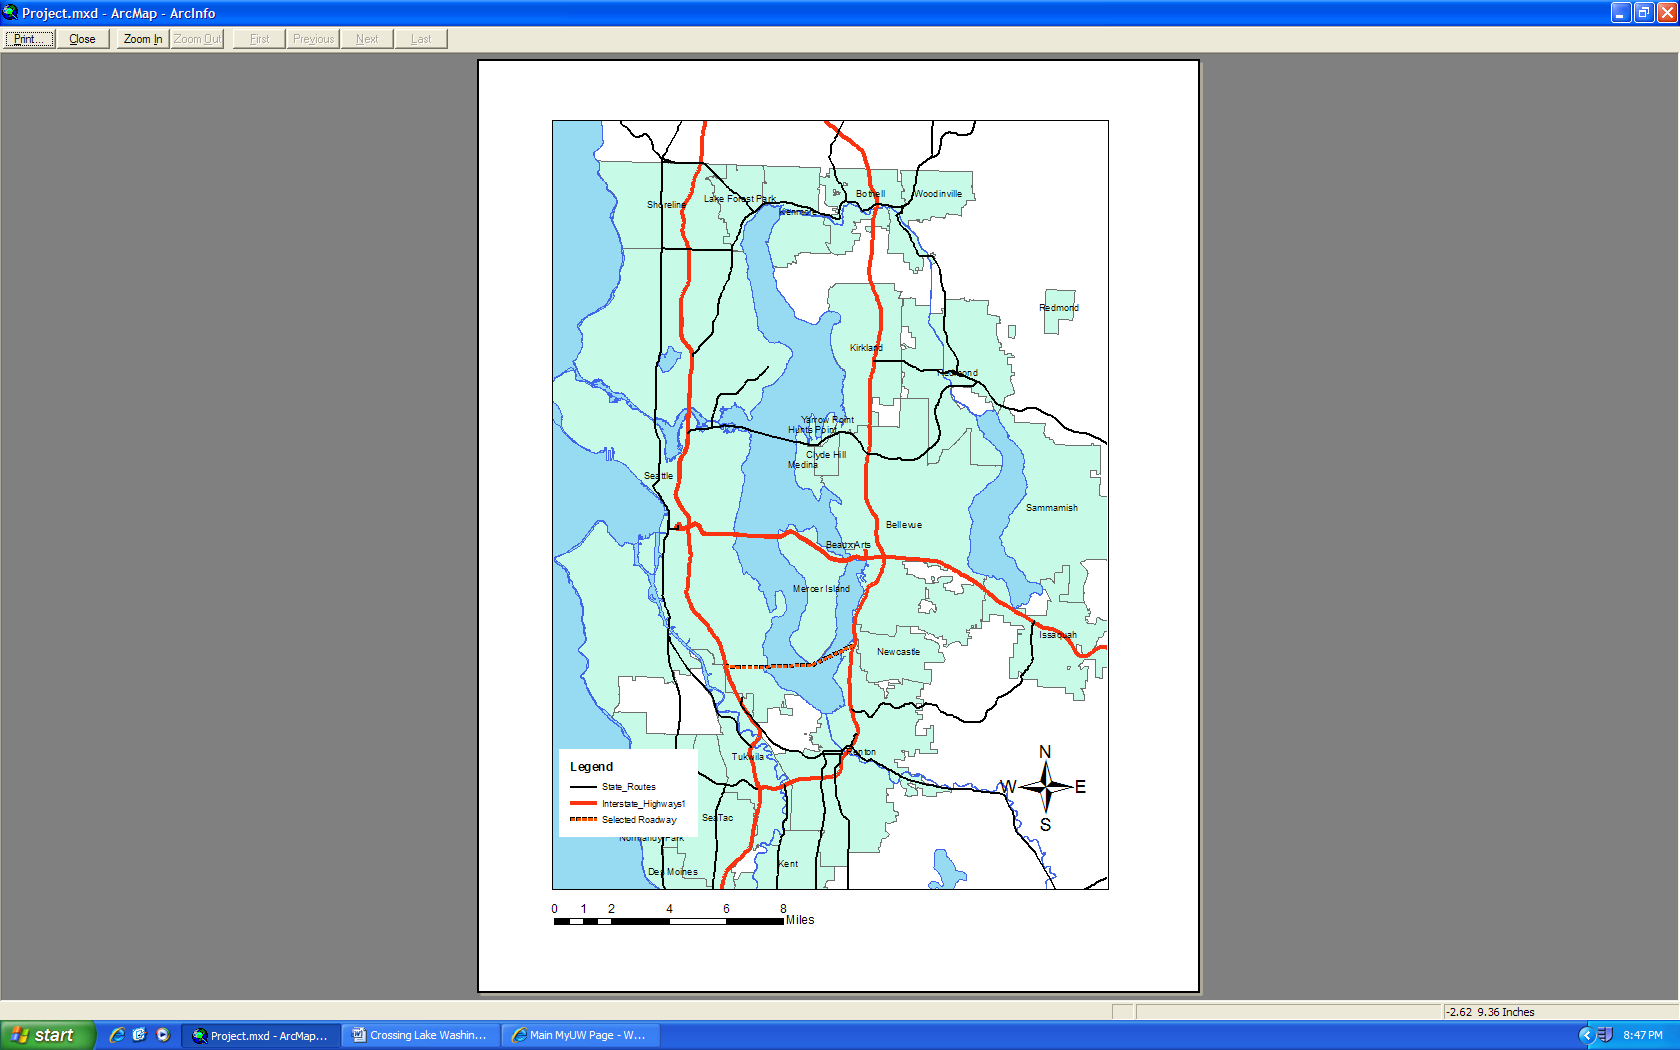 Project.mxd - ArcMap - ArcInfo
Print... Close Zoom In Zoom Out First Previous Next Last
Bothell Woodinville
Lake Forest Park
Shoreline
Kenmore
Redmond
Kirkland
Redmond
Yarrow Point
Hunts Point
Clyde Hill
Medina
Seattle
Sammamish
Bellevue
Beaux Arts
Mercer Island
Issaquah
Newcastle
Renton
Tukwila
N
W E
S
Legend
State_Routes
Interstate_Highways1
Selected Roadway
SeaTac
Normandy Park
Kent
Des Moines
0 1 2 4 6 8
Miles
-2.62 9.36 Inches
start Project.mxd - ArcMap... Crossing Lake Washin... Main MyUW Page - W... 8:47 PM